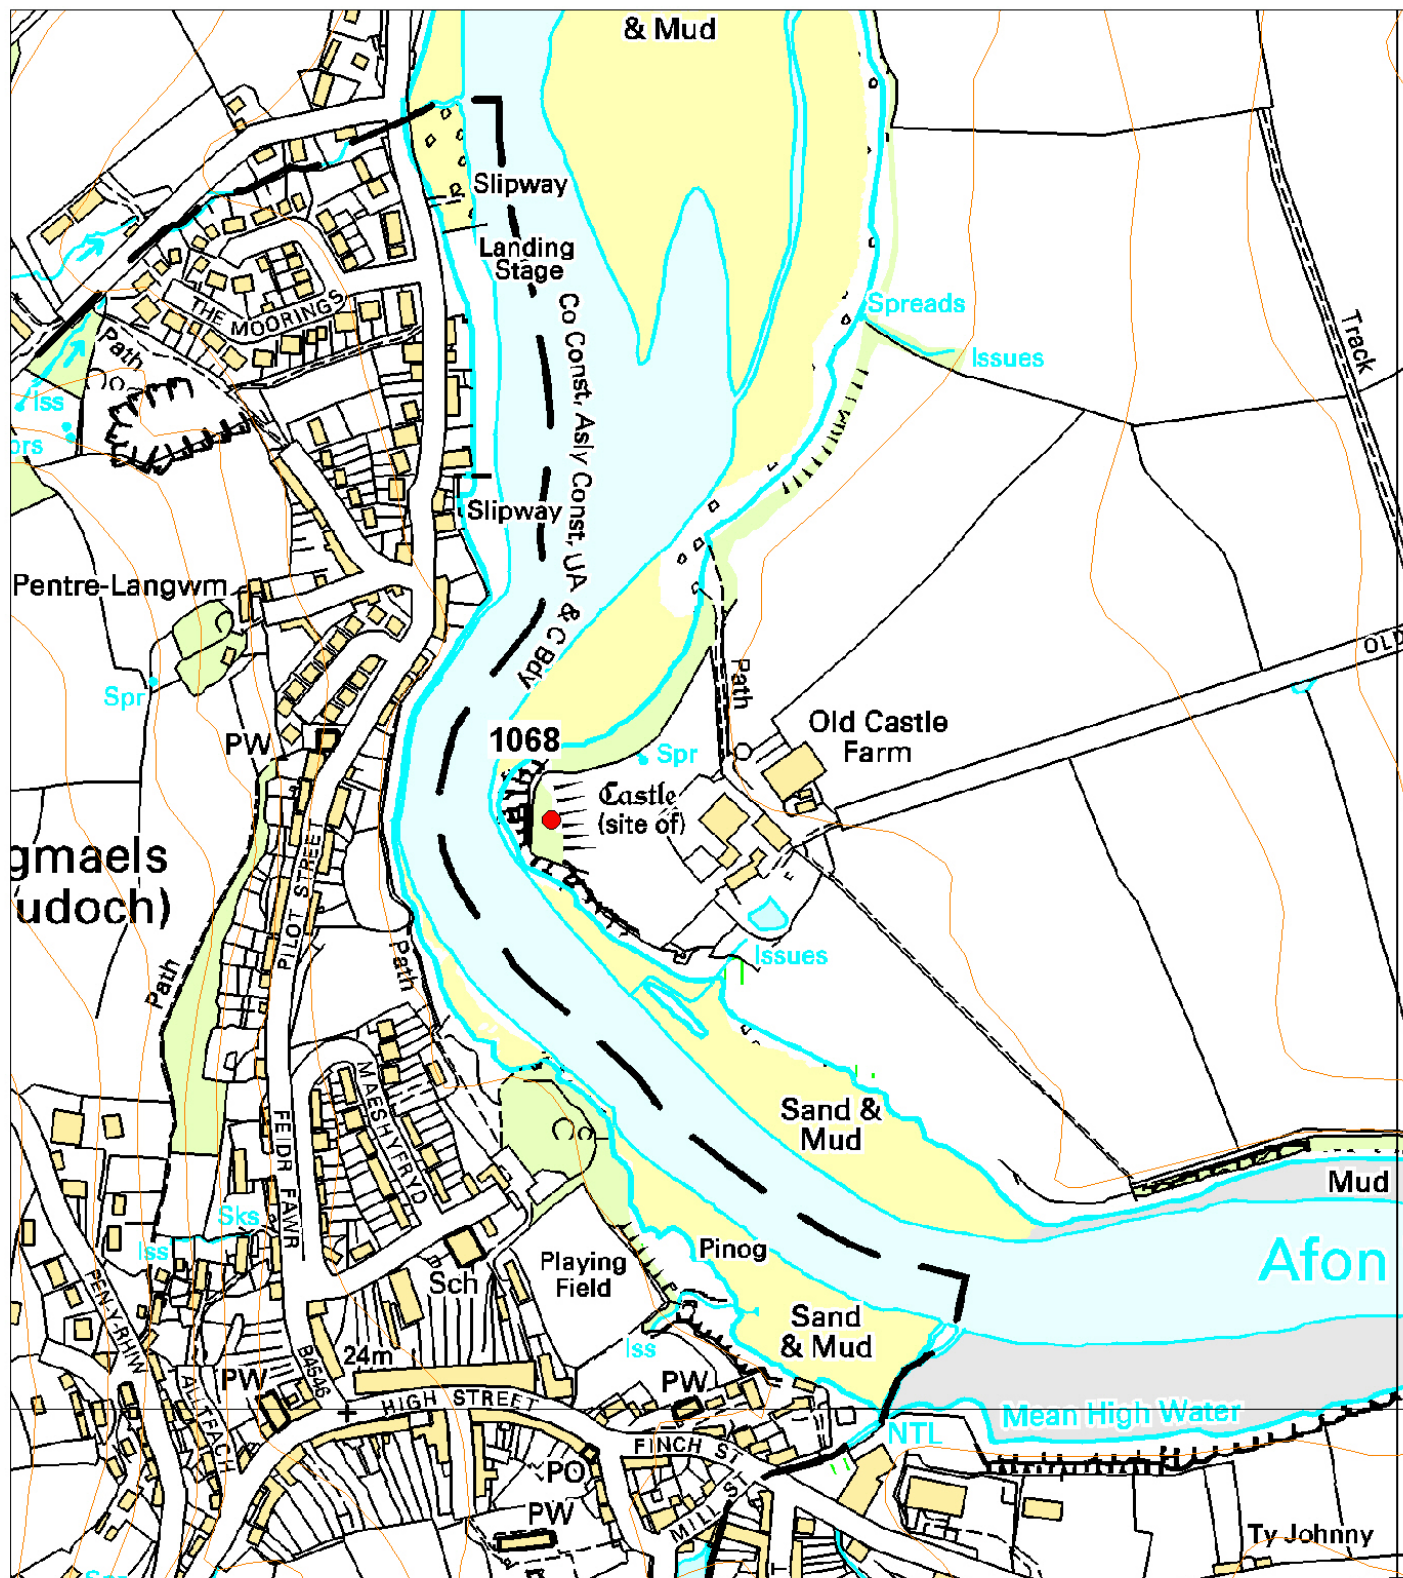 & Mud
Slipway
Landing
Stage
Co Const, Asly Const, UA & C Bdy
THE MOORINGS
Path
Spreads
Issues
Track
Iss
Slipway
Pentre-Langwm
Spr
OLD
Path
PW
1068
Old Castle
Farm
Spr
Castle
(site of)
gmaels
udoch)
PILOT STREE
Path
Path
Issues
MAESHYFRYD
FEIDR FAWR
Sand &
Mud
Mud
Sks
Iss
Pinog
Afon
Playing
Field
Sch
PEN-Y-RHIW
Sand
& Mud
Iss
24m
B4546
PW
ALLTEACH
HIGH STREET
PW
Mean High Water
NTL
FINCH ST
PO
MILL ST
PW
Ty Johnny